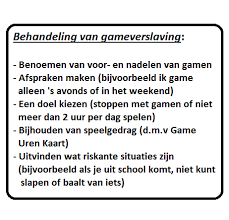 Behandeling van gameverslaving:
- Benoemen van voor- en nadelen van gamen
- Afspraken maken (bijvoorbeeld ik game
alleen 's avonds of in het weekend)
- Een doel kiezen (stoppen met gamen of niet
meer dan 2 uur per dag spelen)
- Bijhouden van speelgedrag (d.m.v Game
Uren Kaart)
- Uitvinden wat riskante situaties zijn
(bijvoorbeeld als je uit school komt, niet kunt
slapen of baalt van iets)